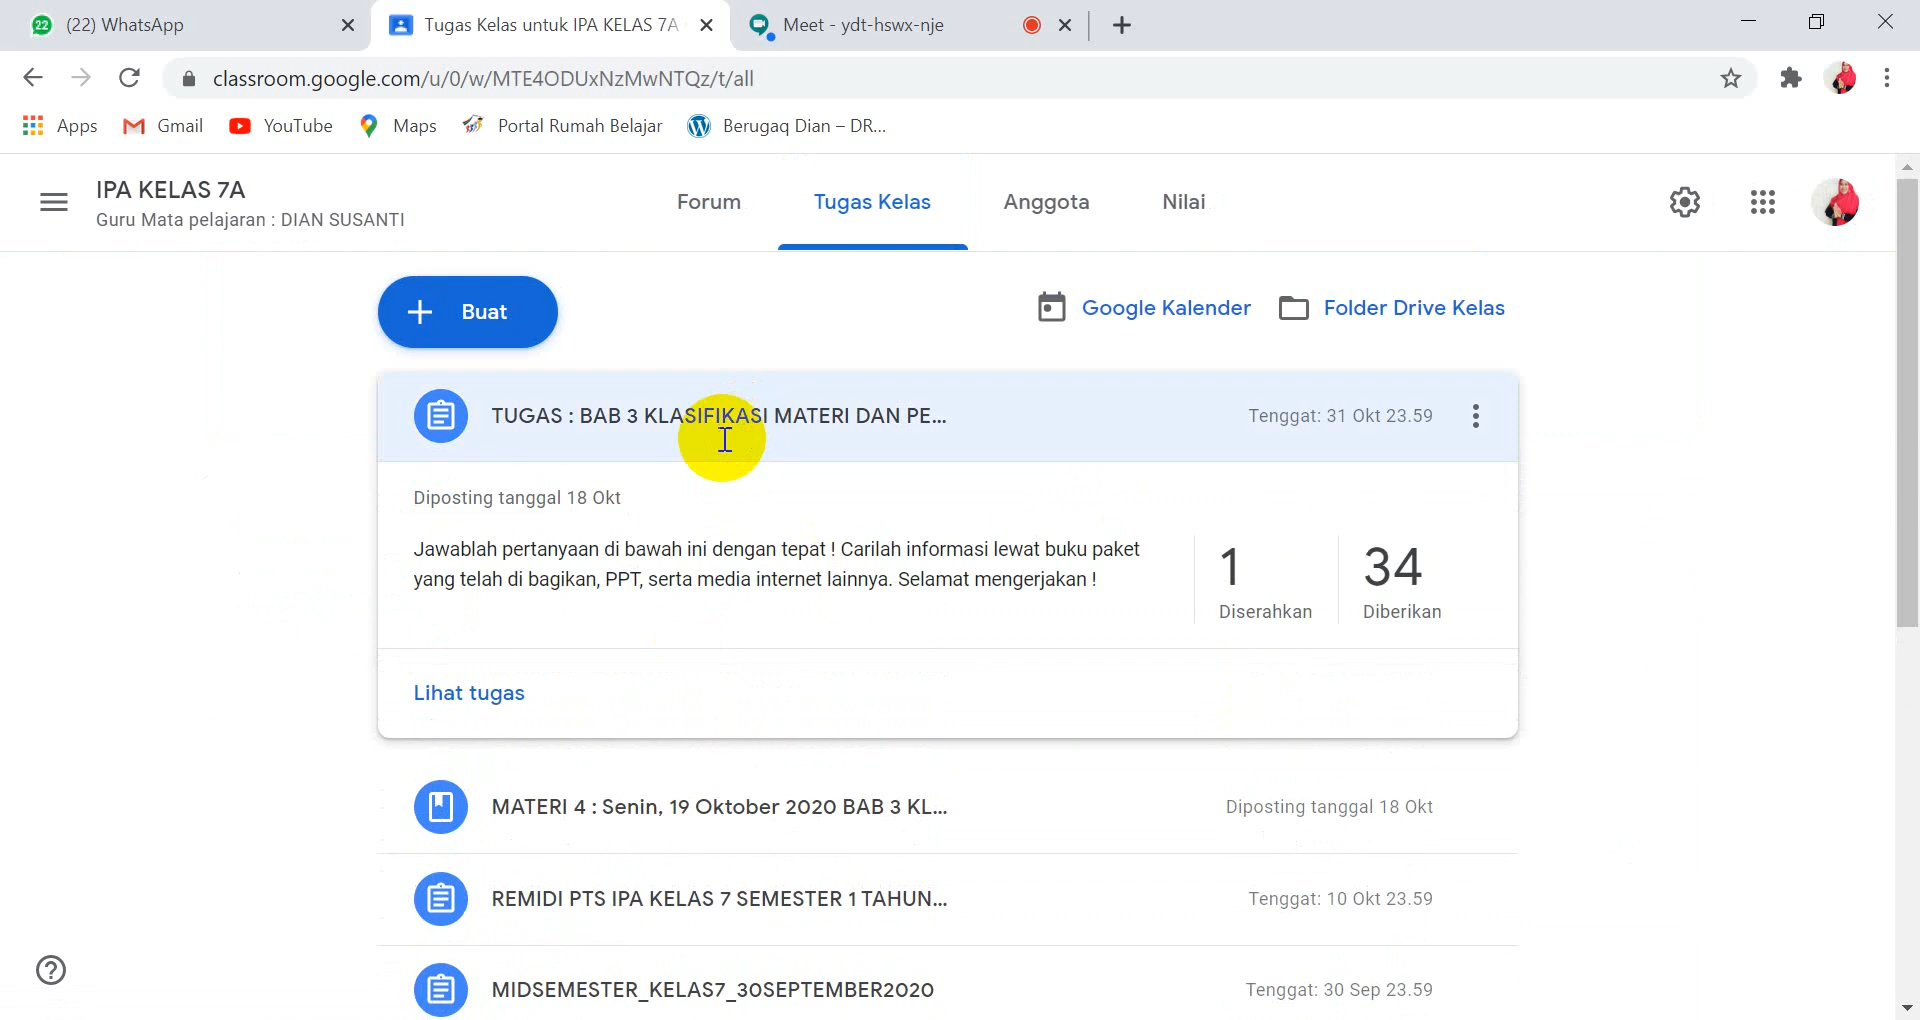 22 (22) WhatsApp
Tugas Kelas untuk IPA KELAS 7A
Meet - ydt-hswx-nje
classroom.google.com/u/0/w/MTE4ODUxNzMwNTQz/t/all
Apps Gmail YouTube Maps Portal Rumah Belajar Berugaq Dian – DR...
IPA KELAS 7A
Guru Mata pelajaran : DIAN SUSANTI
Forum Tugas Kelas Anggota Nilai
Buat
Google Kalender Folder Drive Kelas
TUGAS : BAB 3 KLASIFIKASI MATERI DAN PE... Tenggat: 31 Okt 23.59
Diposting tanggal 18 Okt
Jawablah pertanyaan di bawah ini dengan tepat ! Carilah informasi lewat buku paket
yang telah di bagikan, PPT, serta media internet lainnya. Selamat mengerjakan !
1 34
Diserahkan Diberikan
Lihat tugas
MATERI 4 : Senin, 19 Oktober 2020 BAB 3 KL... Diposting tanggal 18 Okt
REMIDI PTS IPA KELAS 7 SEMESTER 1 TAHUN... Tenggat: 10 Okt 23.59
MIDSEMESTER_KELAS7_30SEPTEMBER2020 Tenggat: 30 Sep 23.59